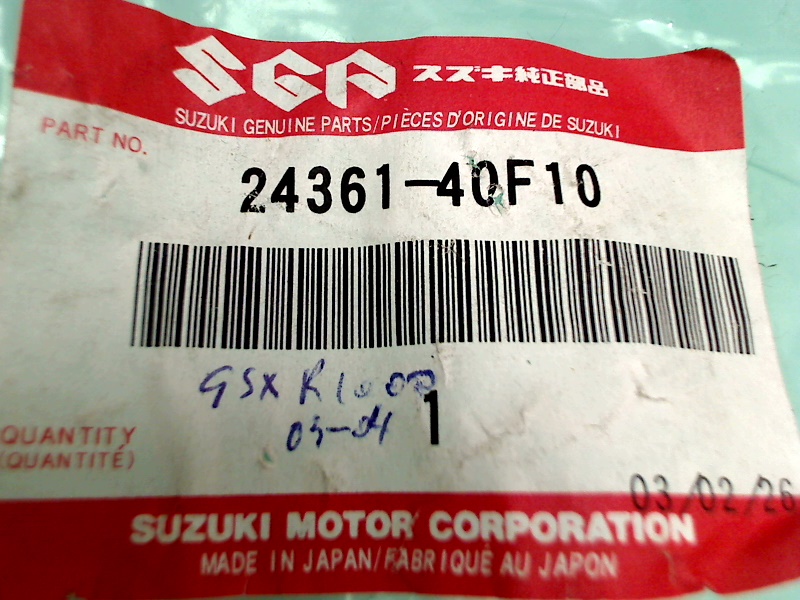 SGP スズキ純正部品
SUZUKI GENUINE PARTS/PIÈCES D'ORIGINE DE SUZUKI
PART NO.
24361-40F10
GSX R1000
03-04
1
QUANTITY
(QUANTITÉ)
03/02/26
SUZUKI MOTOR CORPORATION
MADE IN JAPAN/FABRIQUÉ AU JAPON